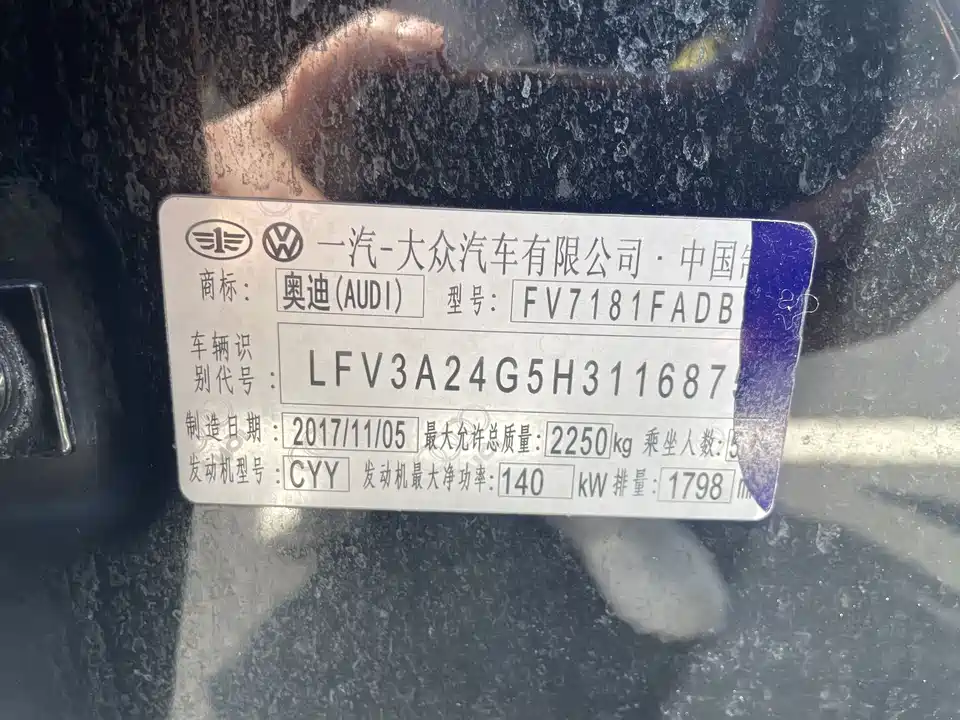 一汽-大众汽车有限公司·中国
商标: 奥迪(AUDI) 型号: FV7181FADB
车辆识别代号: LFV3A24G5H311687
制造日期: 2017/11/05 最大允许总质量: 2250kg 乘坐人数: 5
发动机型号: CYY 发动机最大净功率: 140 kW 排量: 1798